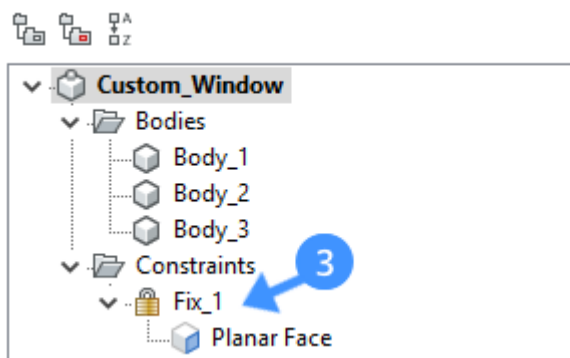 A
Z
Custom_Window
Bodies
Body_1
Body_2
Body_3
Constraints
3
Fix_1
Planar Face